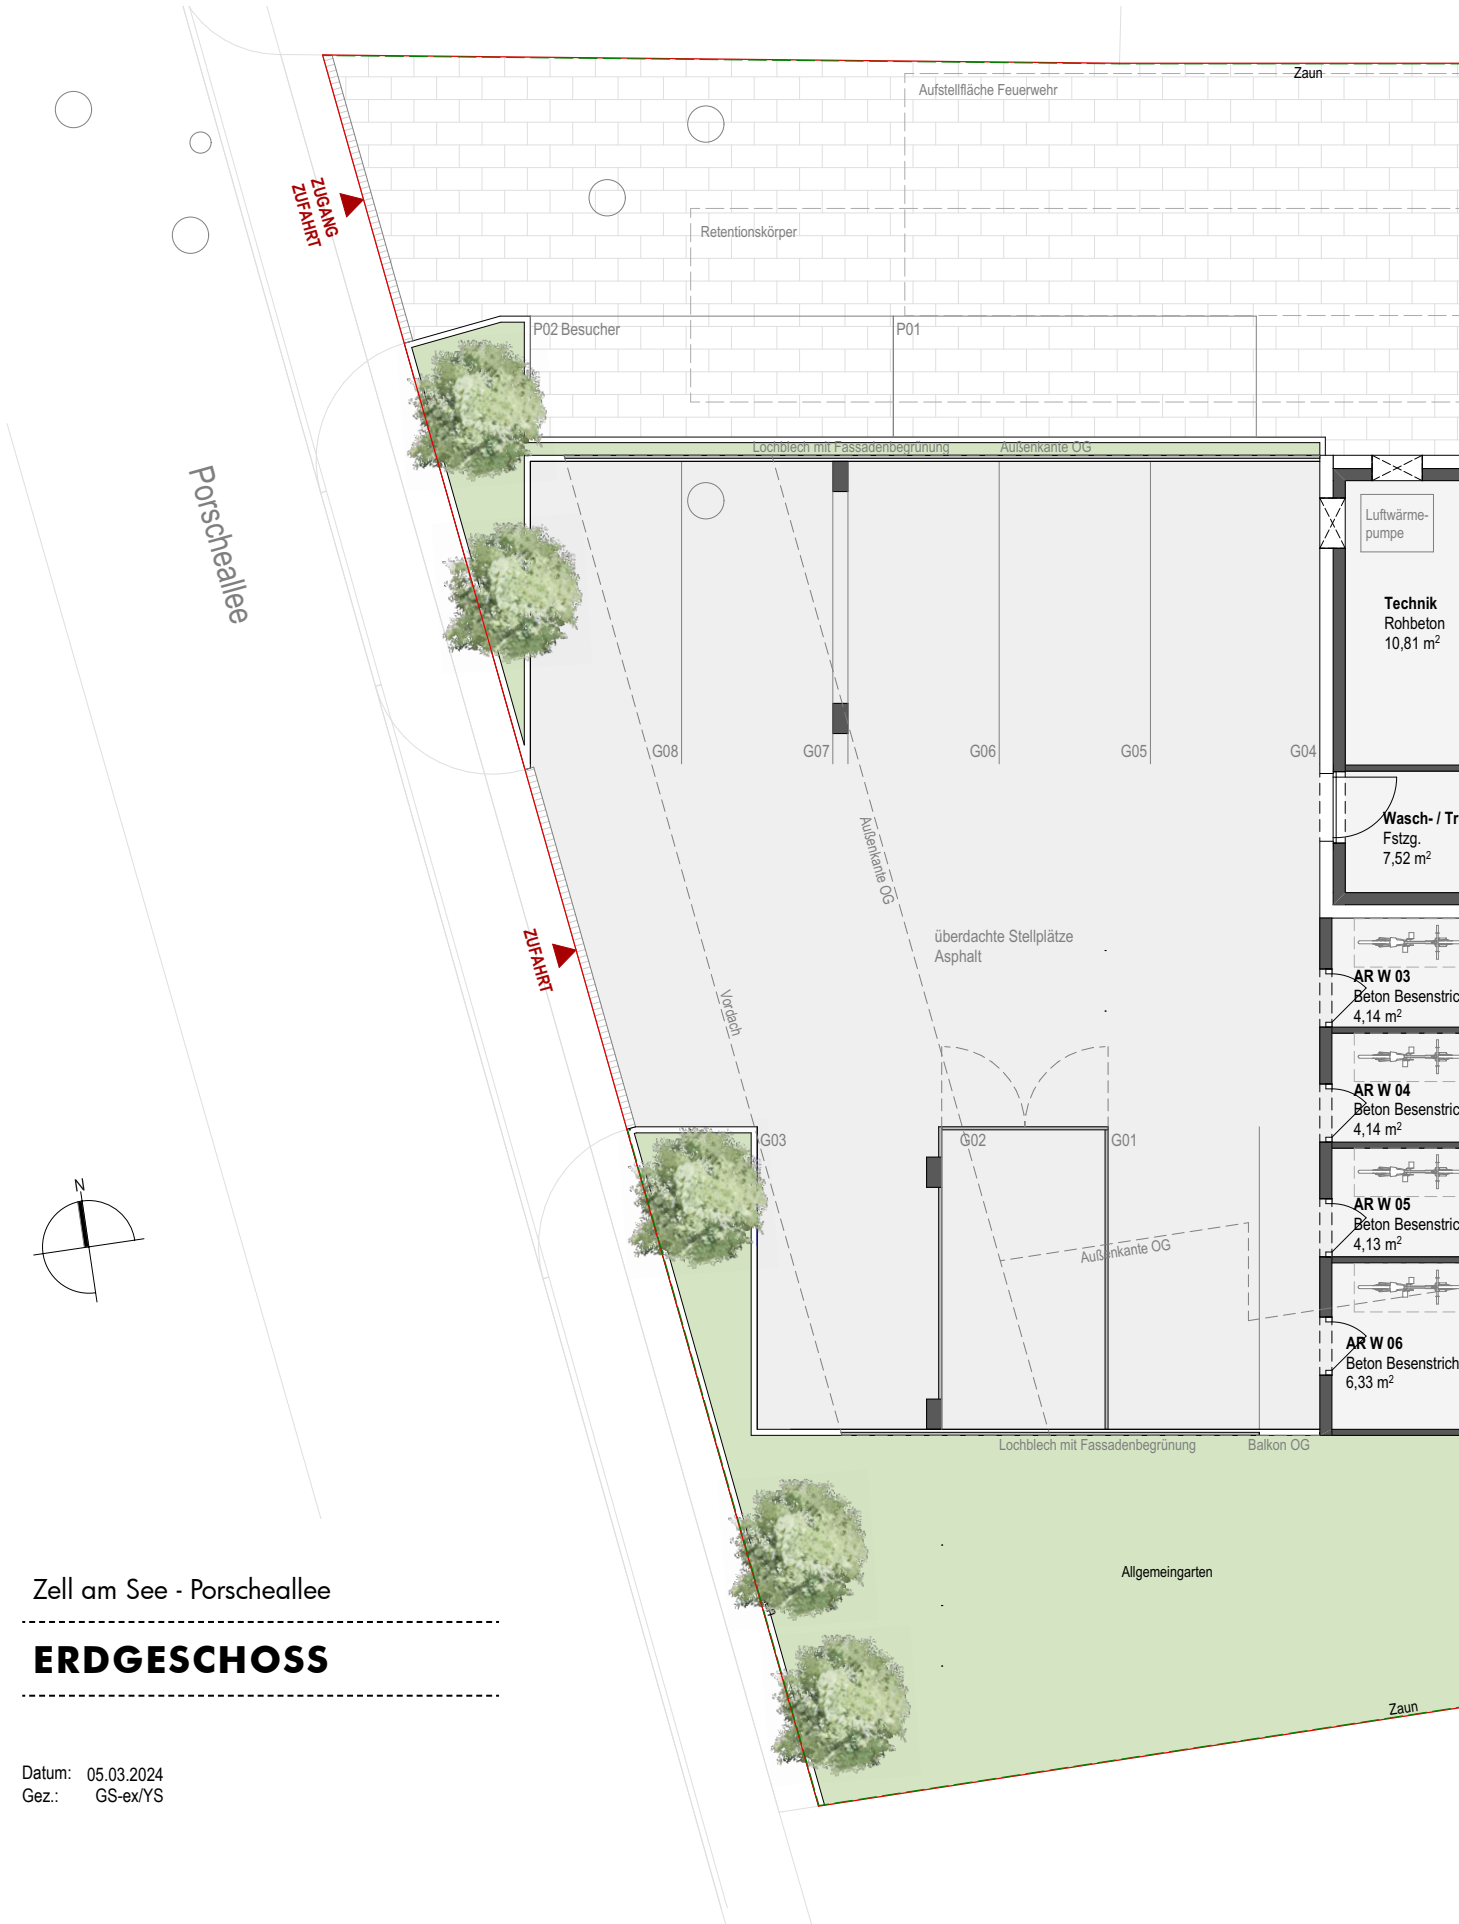 Zaun
Aufstellfläche Feuerwehr
ZUGANG
ZUFAHRT
Retentionskörper
P02 Besucher
P01
Lochblech mit Fassadenbegrünung
Außenkante OG
Porscheallee
Luftwärme-
pumpe
Technik
Rohbeton
10,81 m²
G08
G07
G06
G05
G04
Wasch- / Tr
Fstzg.
7,52 m²
Außenkante OG
ZUFAHRT
überdachte Stellplätze
Asphalt
Vordach
AR W 03
Beton Besenstric
4,14 m²
AR W 04
Beton Besenstric
4,14 m²
G03
G02
G01
N
AR W 05
Beton Besenstric
4,13 m²
Außenkante OG
AR W 06
Beton Besenstrich
6,33 m²
Lochblech mit Fassadenbegrünung
Balkon OG
Allgemeingarten
Zell am See - Porscheallee
ERDGESCHOSS
Zaun
Datum: 05.03.2024
Gez.: GS-ex/YS